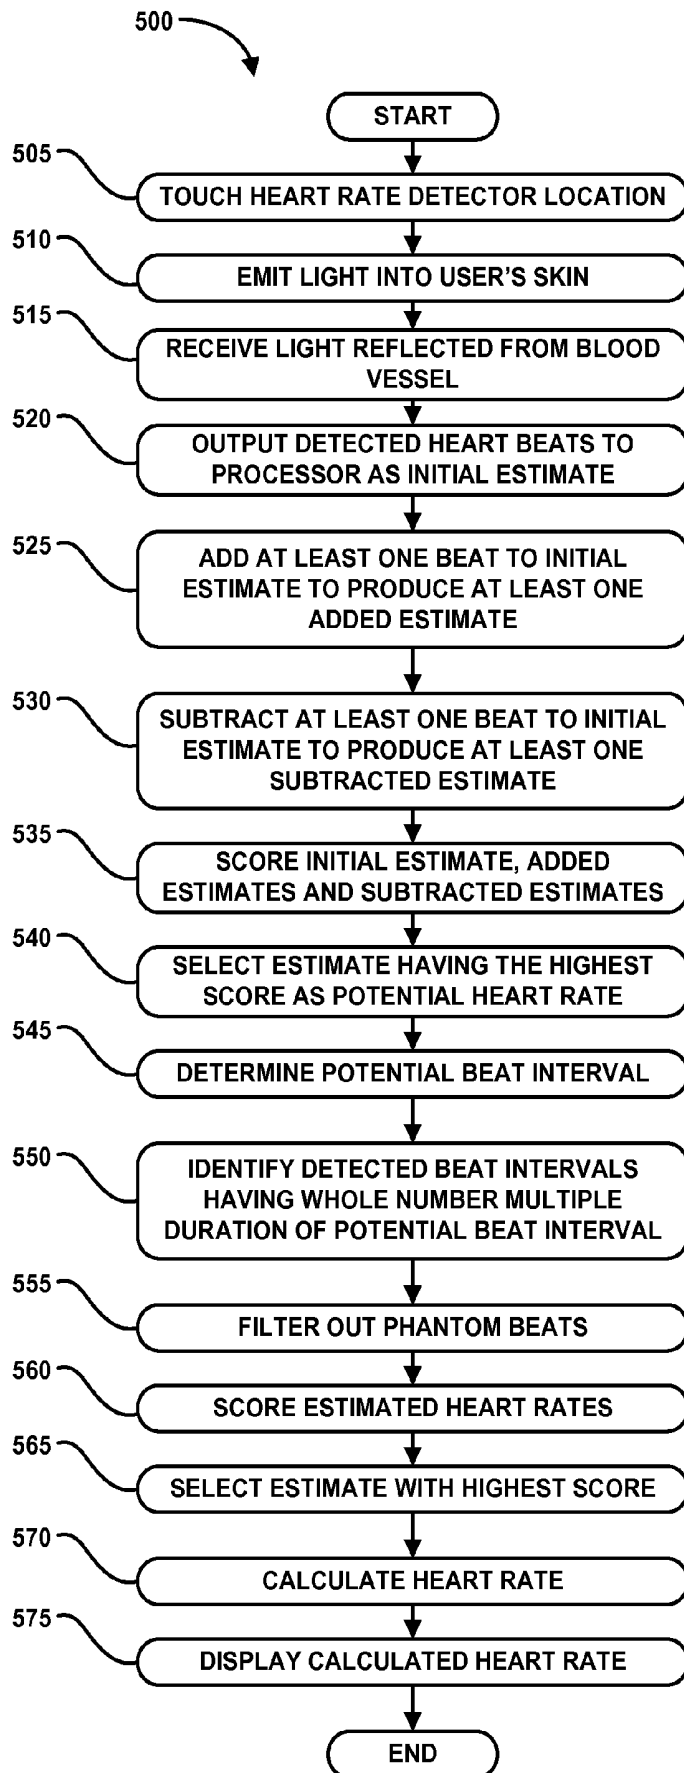 500
START
505
TOUCH HEART RATE DETECTOR LOCATION
510
EMIT LIGHT INTO USER'S SKIN
515
RECEIVE LIGHT REFLECTED FROM BLOOD
VESSEL
520
OUTPUT DETECTED HEART BEATS TO
PROCESSOR AS INITIAL ESTIMATE
525
ADD AT LEAST ONE BEAT TO INITIAL
ESTIMATE TO PRODUCE AT LEAST ONE
ADDED ESTIMATE
530
SUBTRACT AT LEAST ONE BEAT TO INITIAL
ESTIMATE TO PRODUCE AT LEAST ONE
SUBTRACTED ESTIMATE
535
SCORE INITIAL ESTIMATE, ADDED
ESTIMATES AND SUBTRACTED ESTIMATES
540
SELECT ESTIMATE HAVING THE HIGHEST
SCORE AS POTENTIAL HEART RATE
545
DETERMINE POTENTIAL BEAT INTERVAL
550
IDENTIFY DETECTED BEAT INTERVALS
HAVING WHOLE NUMBER MULTIPLE
DURATION OF POTENTIAL BEAT INTERVAL
555
FILTER OUT PHANTOM BEATS
560
SCORE ESTIMATED HEART RATES
565
SELECT ESTIMATE WITH HIGHEST SCORE
570
CALCULATE HEART RATE
575
DISPLAY CALCULATED HEART RATE
END